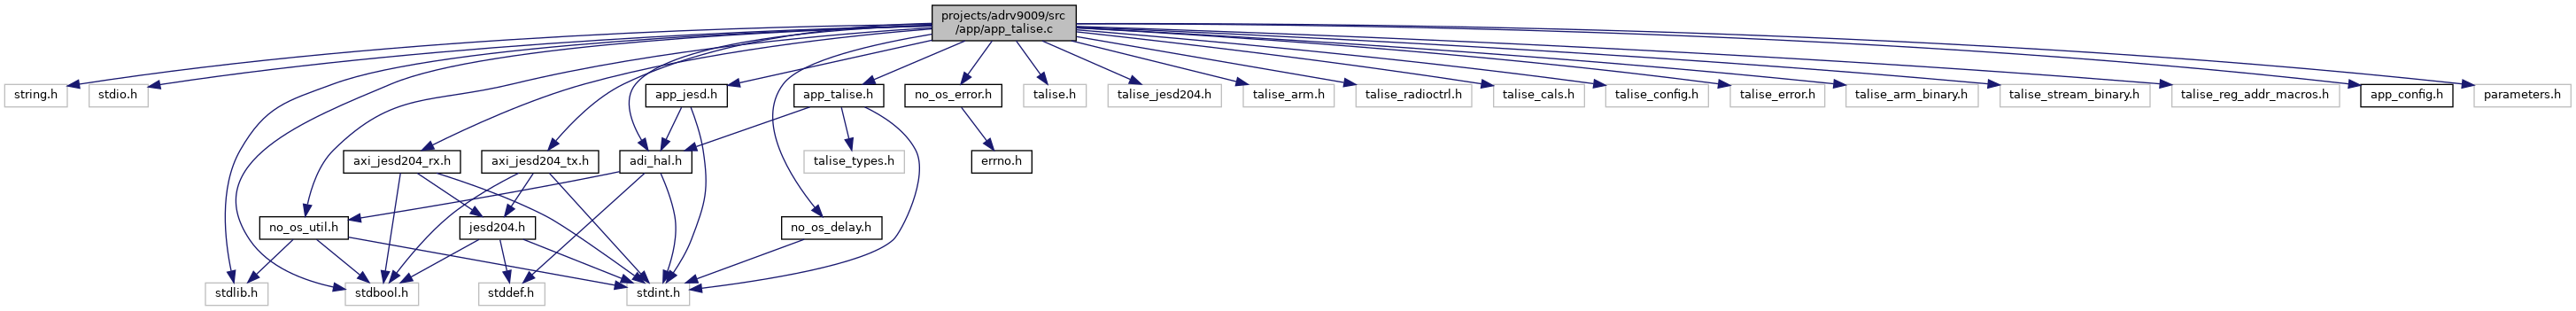 projects/adrv9009/src
/app/app_talise.c
string.h
stdio.h
app_jesd.h
app_talise.h
no_os_error.h
talise.h
talise_jesd204.h
talise_arm.h
talise_radioctrl.h
talise_cals.h
talise_config.h
talise_error.h
talise_arm_binary.h
talise_stream_binary.h
talise_reg_addr_macros.h
app_config.h
parameters.h
axi_jesd204_rx.h
axi_jesd204_tx.h
adi_hal.h
talise_types.h
errno.h
no_os_util.h
jesd204.h
no_os_delay.h
stdlib.h
stdbool.h
stddef.h
stdint.h